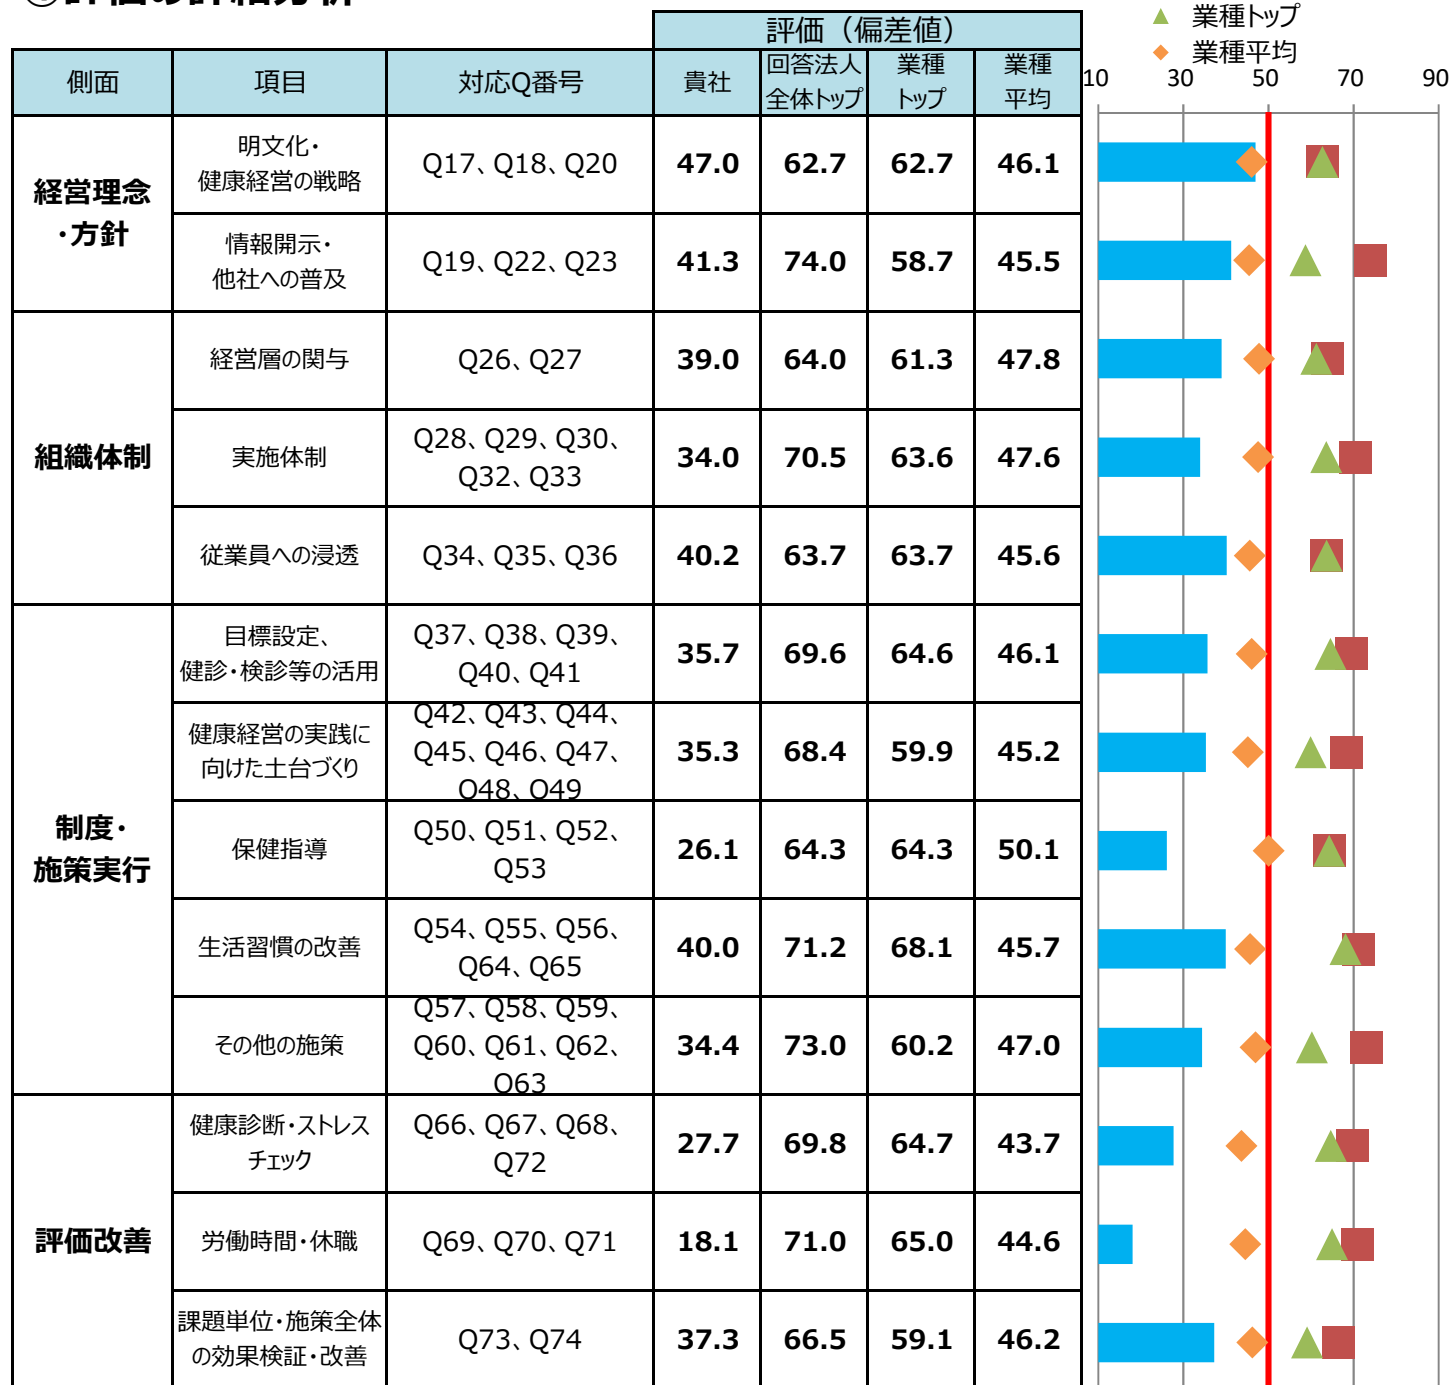 ③評価の詳細分析
▲ 業種トップ
◆ 業種平均
評価（偏差値）
側面 項目 対応Q番号 貴社 回答法人 業種 業種
全体トップ トップ 平均
10 30 50 70 90
経営理念
・方針
明文化・
健康経営の戦略
Q17、Q18、Q20 47.0 62.7 62.7 46.1
情報開示・
他社への普及
Q19、Q22、Q23 41.3 74.0 58.7 45.5
組織体制
経営層の関与 Q26、Q27 39.0 64.0 61.3 47.8
実施体制
Q28、Q29、Q30、
Q32、Q33
34.0 70.5 63.6 47.6
従業員への浸透 Q34、Q35、Q36 40.2 63.7 63.7 45.6
制度・
施策実行
目標設定、
健診・検診等の活用
Q37、Q38、Q39、
Q40、Q41
35.7 69.6 64.6 46.1
健康経営の実践に
向けた土台づくり
Q42、Q43、Q44、
Q45、Q46、Q47、
Q48、Q49
35.3 68.4 59.9 45.2
保健指導
Q50、Q51、Q52、
Q53
26.1 64.3 64.3 50.1
生活習慣の改善
Q54、Q55、Q56、
Q64、Q65
40.0 71.2 68.1 45.7
その他の施策
Q57、Q58、Q59、
Q60、Q61、Q62、
Q63
34.4 73.0 60.2 47.0
評価改善
健康診断・ストレス
チェック
Q66、Q67、Q68、
Q72
27.7 69.8 64.7 43.7
労働時間・休職 Q69、Q70、Q71 18.1 71.0 65.0 44.6
課題単位・施策全体
の効果検証・改善
Q73、Q74 37.3 66.5 59.1 46.2